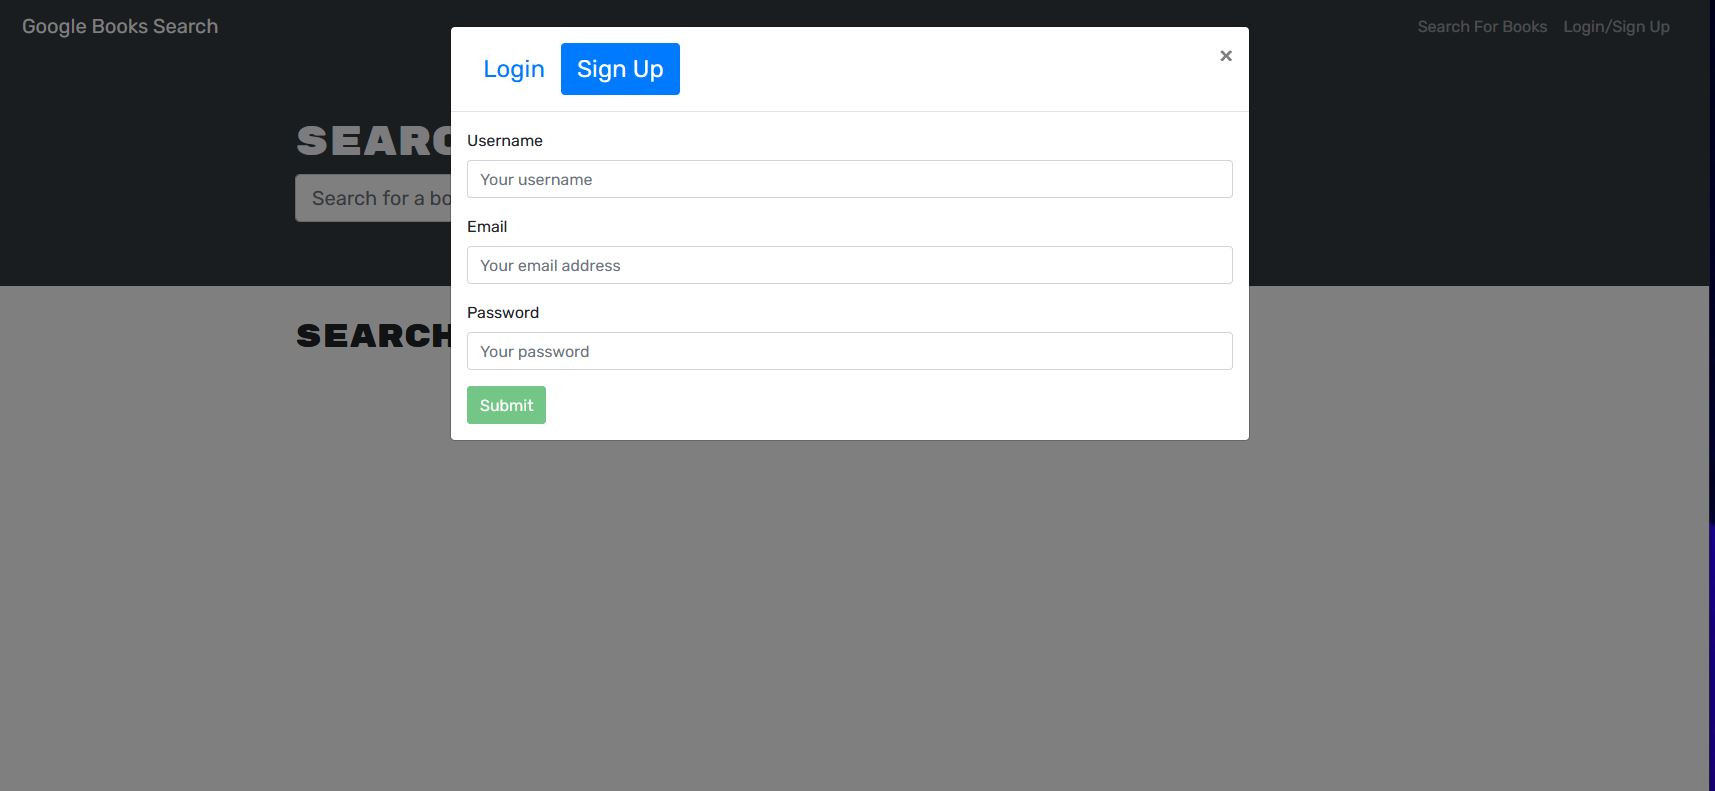 Google Books Search
Search For Books
Login/Sign Up
Login
Sign Up
×
Username
Your username
Email
Your email address
Password
Your password
Submit
SEARC
Search for a bo
SEARCH